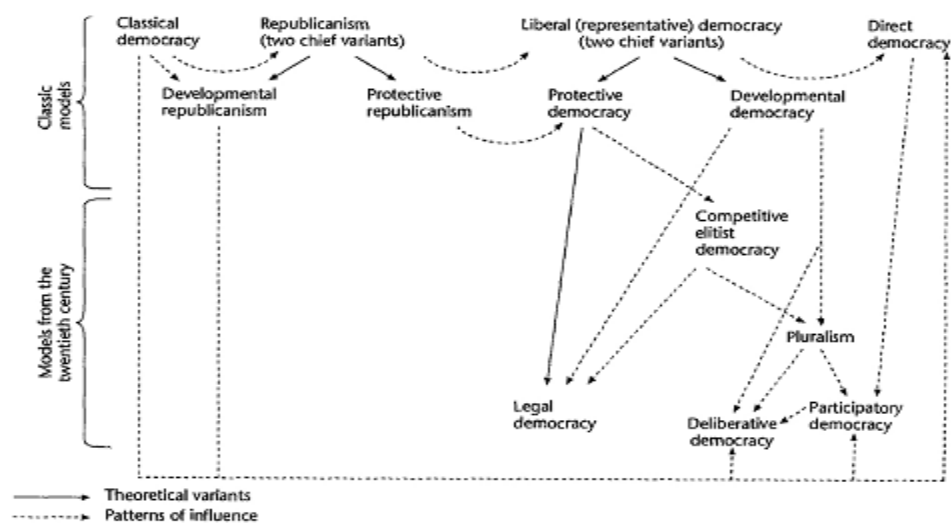 Classical
democracy
Republicanism
(two chief variants)
Liberal (representative) democracy
(two chief variants)
Direct
democracy
Classic
models
Developmental
republicanism
Protective
republicanism
Protective
democracy
Developmental
democracy
Competitive
elitist
democracy
Models from the
twentieth century
Pluralism
Legal
democracy
Deliberative
democracy
Participatory
democracy
Theoretical variants
Patterns of influence